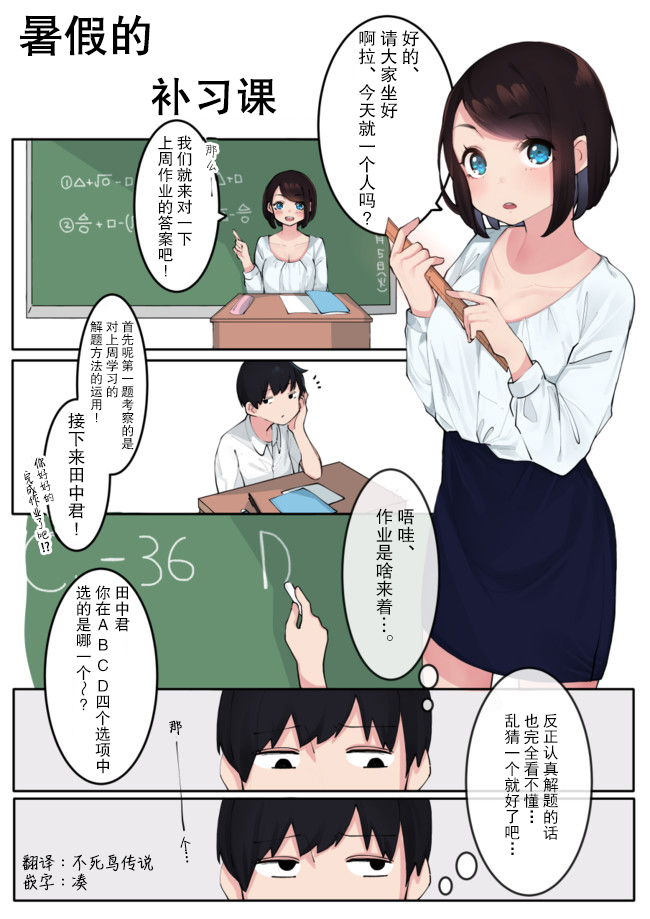 暑假的
补习课
好的、
请大家坐好
啊拉、今天就一个人吗？
那么
我们就来对一下
上周作业的答案吧！
①△+√○-□
②
月5日(火)
首先呢第一题考察的是
对上周学习的
解题方法的运用！
接下来田中君！
你好好的
完成作业了吧!?
唔哇、
作业是啥来着…。
C -36 D
田中君
你在ＡＢＣＤ四个选项中
选的是哪一个～？
反正认真解题的话
也完全看不懂…
乱猜一个就好了吧…
那
个…
翻译：不死鸟传说
嵌字：凑